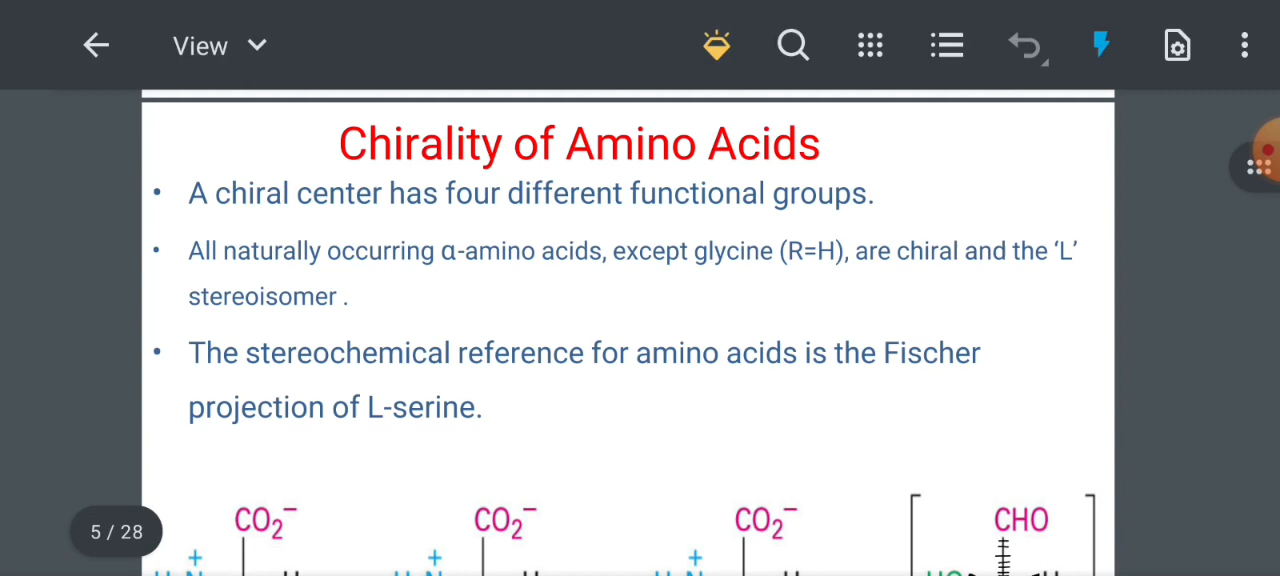 View
Chirality of Amino Acids
• A chiral center has four different functional groups.
• All naturally occurring α-amino acids, except glycine (R=H), are chiral and the ‘L’
stereoisomer .
• The stereochemical reference for amino acids is the Fischer
projection of L-serine.
CO₂⁻ CO₂⁻ CO₂⁻ CHO
5 / 28
+ + +